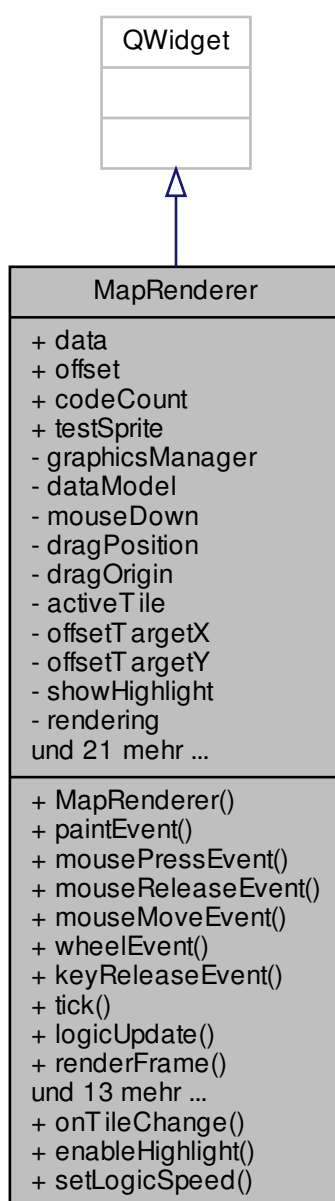 QWidget
MapRenderer
+ data
+ offset
+ codeCount
+ testSprite
- graphicsManager
- dataModel
- mouseDown
- dragPosition
- dragOrigin
- activeTile
- offsetTargetX
- offsetTargetY
- showHighlight
- rendering
und 21 mehr ...
+ MapRenderer()
+ paintEvent()
+ mousePressEvent()
+ mouseReleaseEvent()
+ mouseMoveEvent()
+ wheelEvent()
+ keyReleaseEvent()
+ tick()
+ logicUpdate()
+ renderFrame()
und 13 mehr ...
+ onTileChange()
+ enableHighlight()
+ setLogicSpeed()